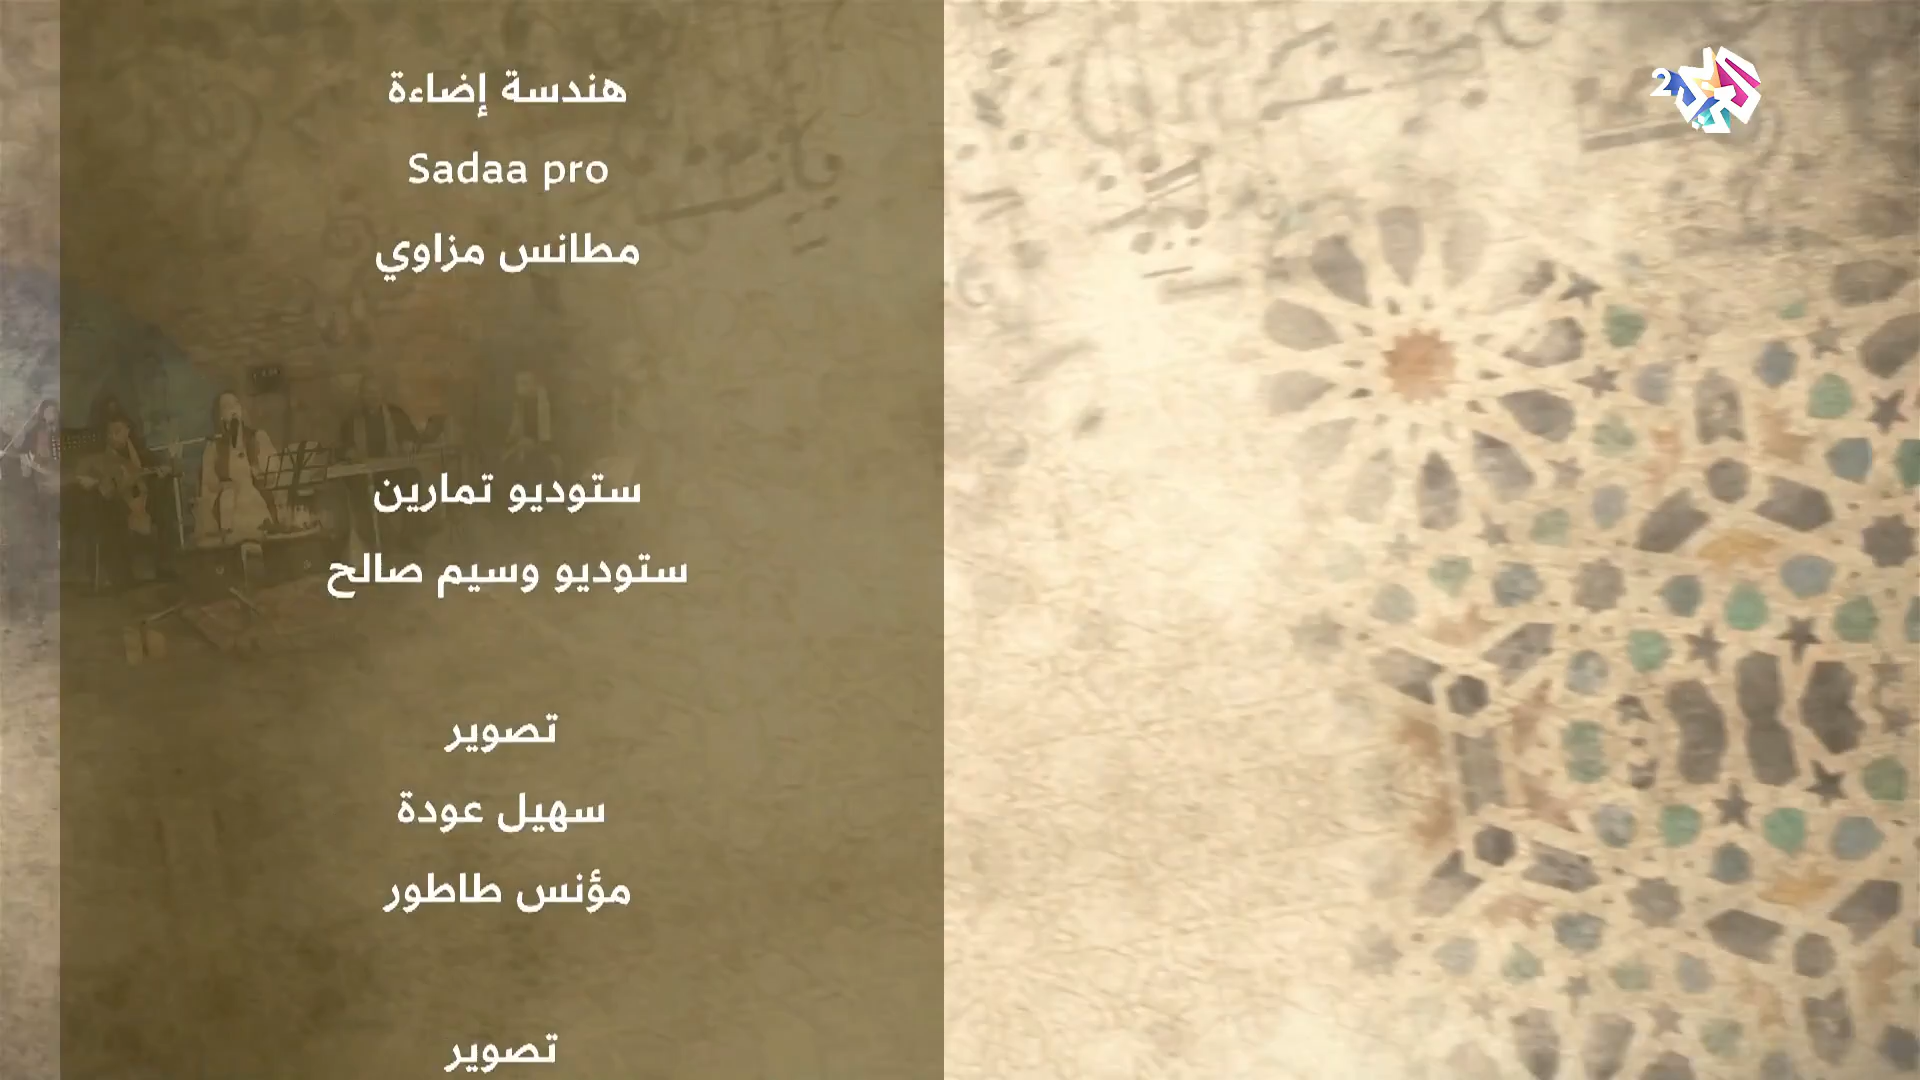 هندسة إضاءة
Sadaa pro
مطانس مزاوي
ستوديو تمارين
ستوديو وسيم صالح
تصوير
سهيل عودة
مؤنس طاطور
تصوير